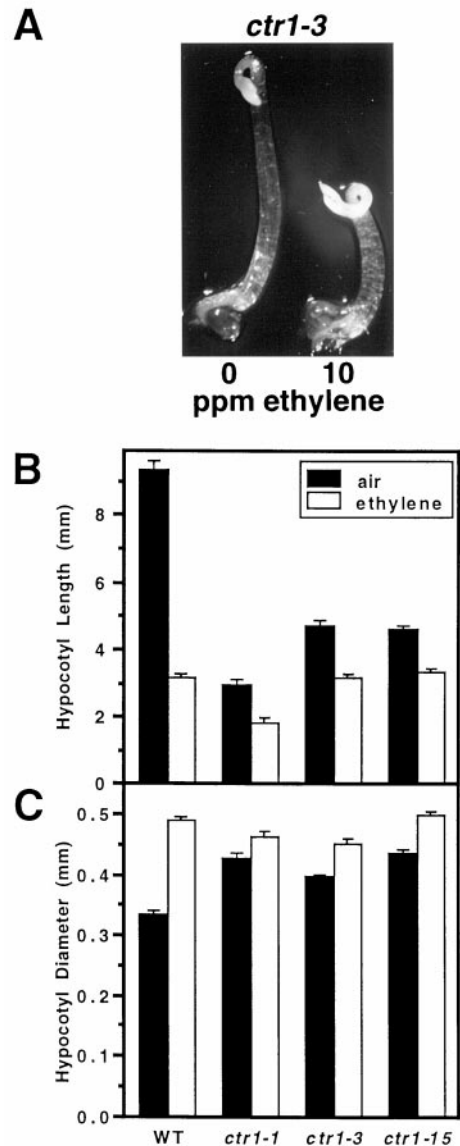 A
ctr1-3
0 10
ppm ethylene
B
air
ethylene
Hypocotyl Length (mm)
8
6
4
2
0
C
Hypocotyl Diameter (mm)
0.5
0.4
0.3
0.2
0.1
0.0
WT ctr1-1 ctr1-3 ctr1-15